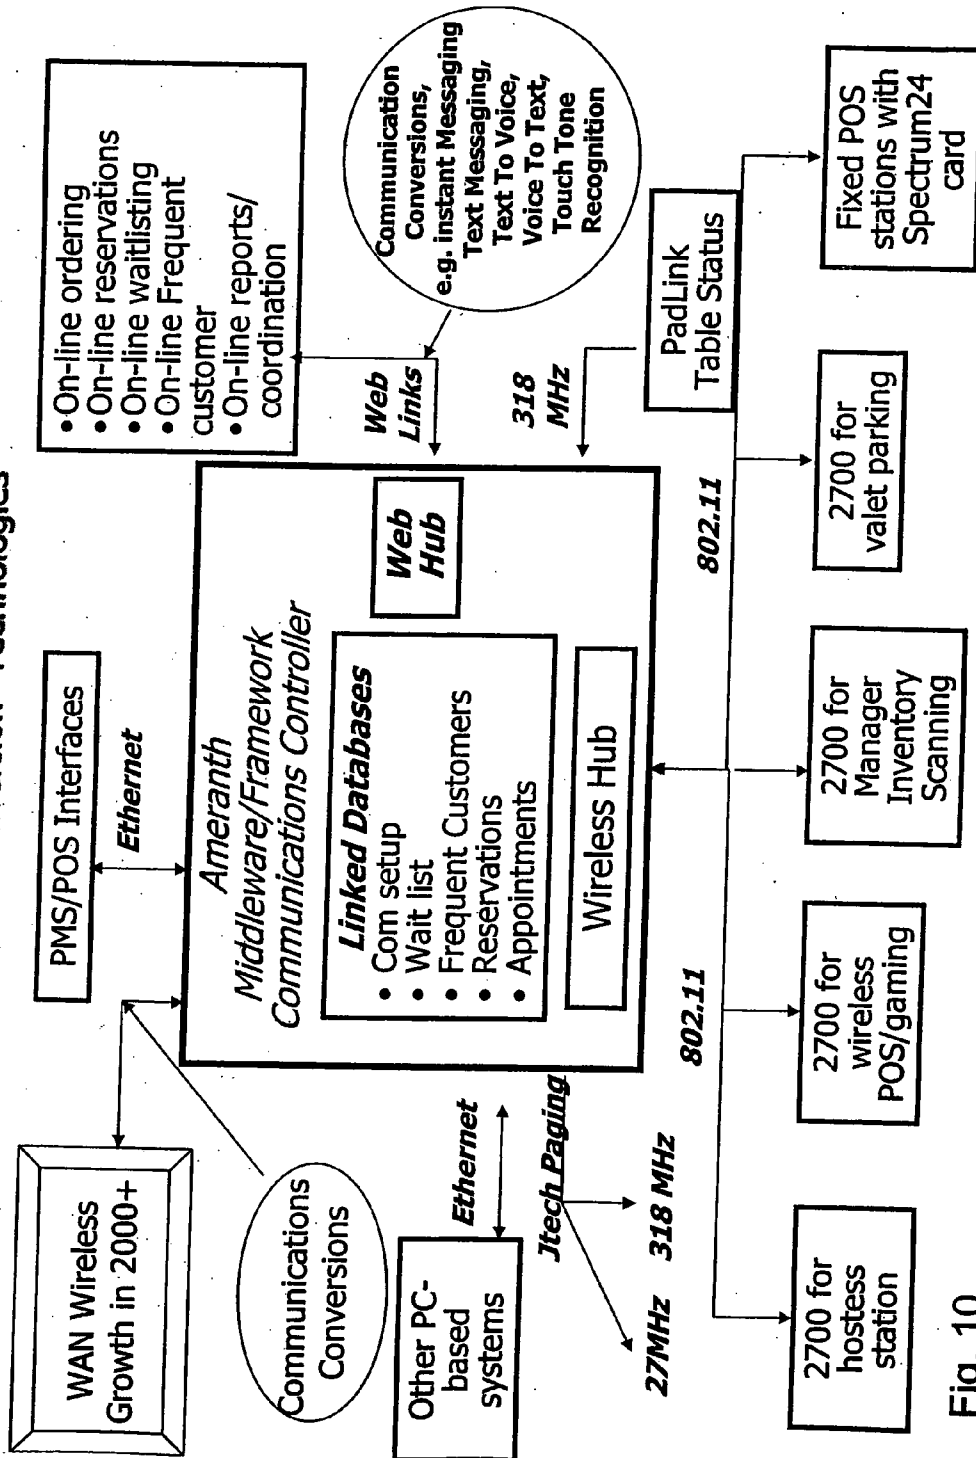 Technologies
WAN Wireless
Growth in 2000+
PMS/POS Interfaces
• On-line ordering
• On-line reservations
• On-line waitlisting
• On-line Frequent
customer
• On-line reports/
coordination
Ethernet
Communications
Conversions
Ameranth
Middleware/Framework
Communications Controller
Linked Databases
• Com setup
• Wait list
• Frequent Customers
• Reservations
• Appointments
Web
Hub
Wireless Hub
Web
Links
Communication
Conversions,
e.g. instant Messaging
Text Messaging,
Text To Voice,
Voice To Text,
Touch Tone
Recognition
Other PC-
based
systems
Ethernet
Jtech Paging
27MHz
318 MHz
318
MHz
PadLink
Table Status
802.11
802.11
2700 for
hostess
station
2700 for
wireless
POS/gaming
2700 for
Manager
Inventory
Scanning
2700 for
valet parking
Fixed POS
stations with
Spectrum24
card
Fig. 10